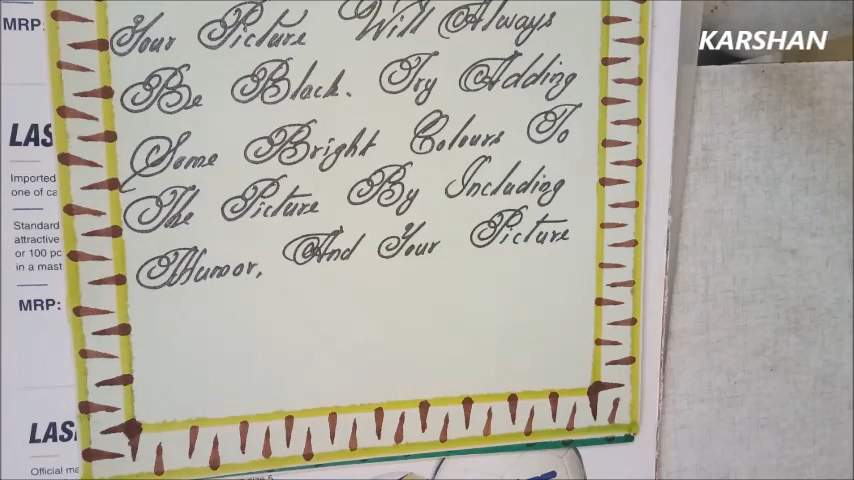 MRP:
LAS
Imported
one of ca
Standard
attractive
or 100 pc
in a mast
MRP:
LAS
Official ma
Your Picture Will Always
Be Black. Try Adding
Some Bright Colours To
The Picture By Including
Humor, And Your Picture
size 5
KARSHAN